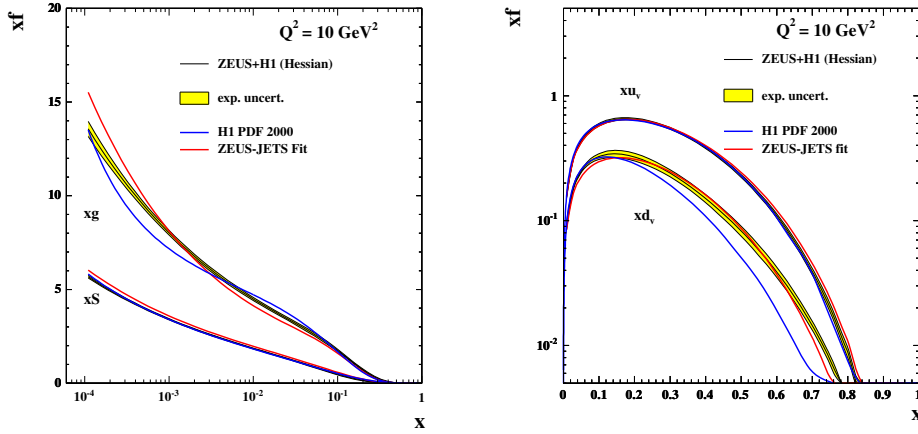 xf
20
15
10
5
0
Q² = 10 GeV²
ZEUS+H1 (Hessian)
exp. uncert.
H1 PDF 2000
ZEUS-JETS Fit
xg
xS
10⁻⁴ 10⁻³ 10⁻² 10⁻¹ 1
x
xf
1
10⁻¹
10⁻²
Q² = 10 GeV²
ZEUS+H1 (Hessian)
exp. uncert.
H1 PDF 2000
ZEUS-JETS fit
xuᵥ
xdᵥ
0 0.1 0.2 0.3 0.4 0.5 0.6 0.7 0.8 0.9 1
x